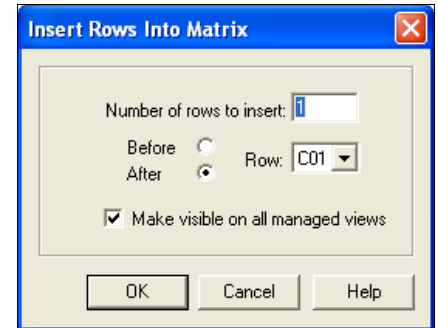 Insert Rows Into Matrix
Number of rows to insert: 1
Before
After
Row: C01
Make visible on all managed views
OK Cancel Help